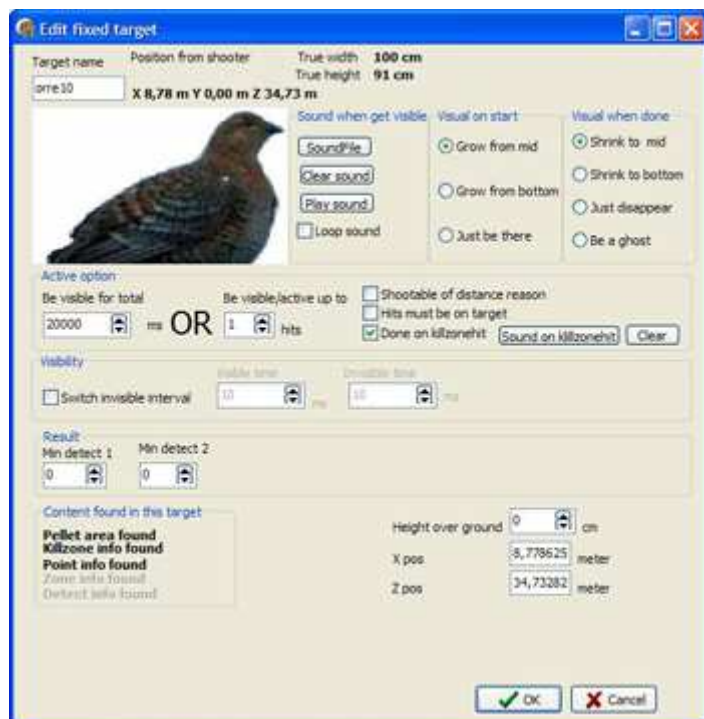 Edit fixed target
Target name
Position from shooter
True width 100 cm
True height 91 cm
orre10
X 8,78 m Y 0,00 m Z 34,73 m
Sound when get visible
SoundFile
Clear sound
Play sound
Loop sound
Visual on start
Grow from mid
Grow from bottom
Just be there
Visual when done
Shrink to mid
Shrink to bottom
Just disappear
Be a ghost
Active option
Be visible for total
20000 ms OR
Be visible/active up to
1 hits
Shootable of distance reason
Hits must be on target
Done on killzonehit Sound on killzonehit Clear
Visibility
Switch invisible interval
Visible time
10 ms
Invisible time
10 ms
Result
Min detect 1
0
Min detect 2
0
Content found in this target
Pellet area found
Killzone info found
Point info found
Zone info found
Detect info found
Height over ground 0 cm
X pos 8,778625 meter
Z pos 34,73282 meter
OK Cancel